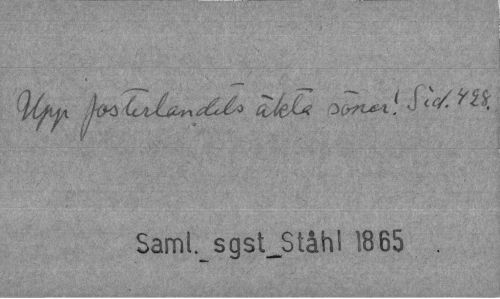 Upp fosterlandets äkta söner! Sid. 428.
Saml._sgst_Ståhl 1865